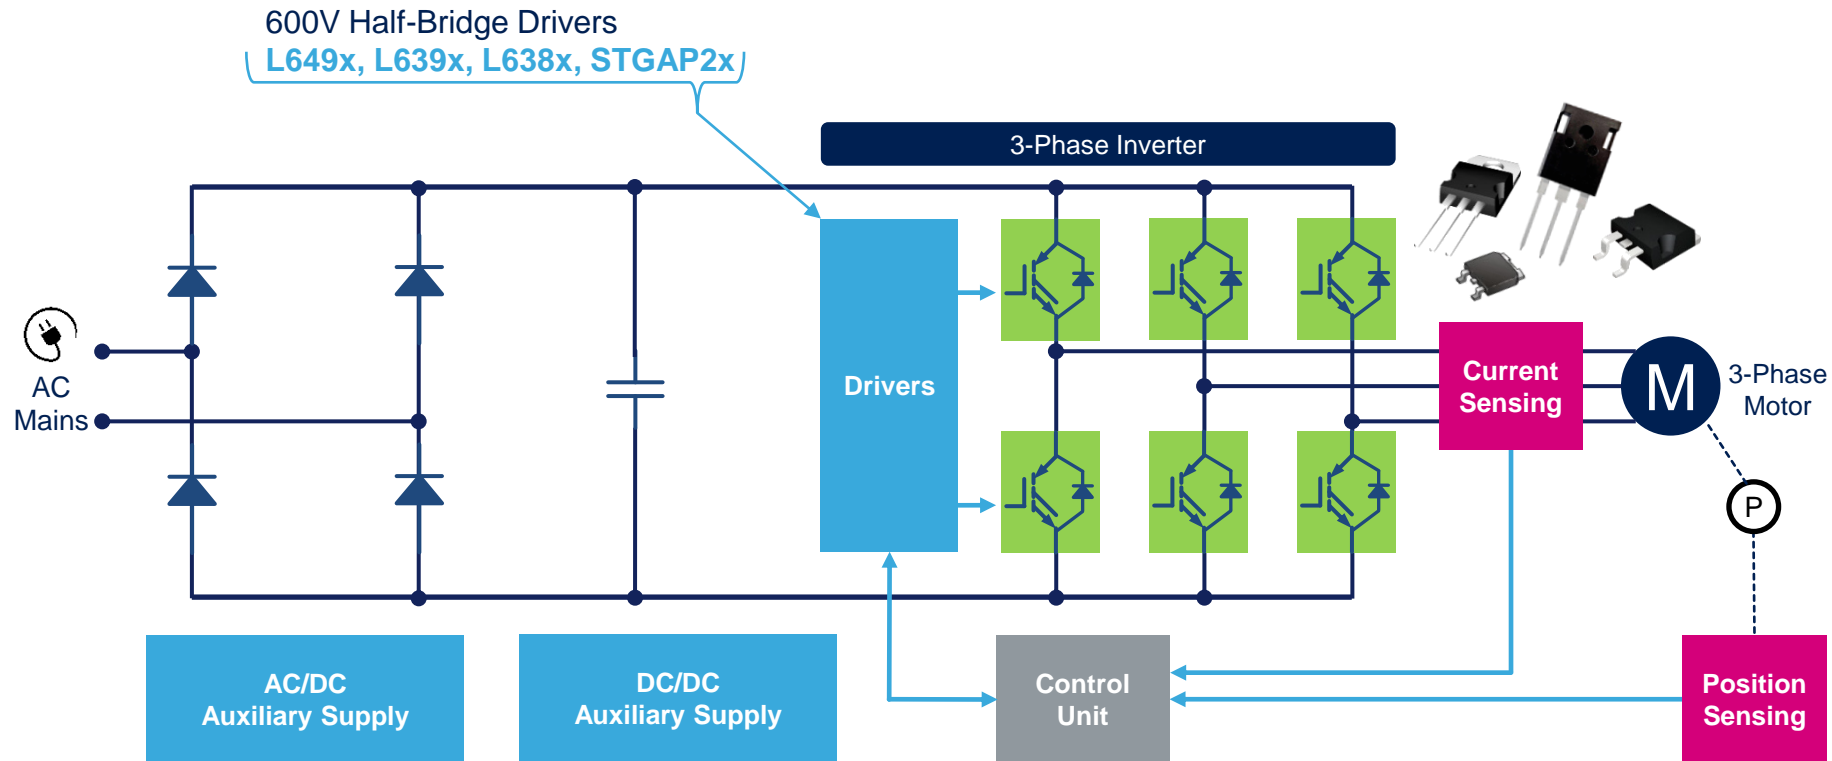 600V Half-Bridge Drivers
L649x, L639x, L638x, STGAP2x
3-Phase Inverter
AC
Mains
Drivers
Current
Sensing
M
3-Phase
Motor
P
AC/DC
Auxiliary Supply
DC/DC
Auxiliary Supply
Control
Unit
Position
Sensing